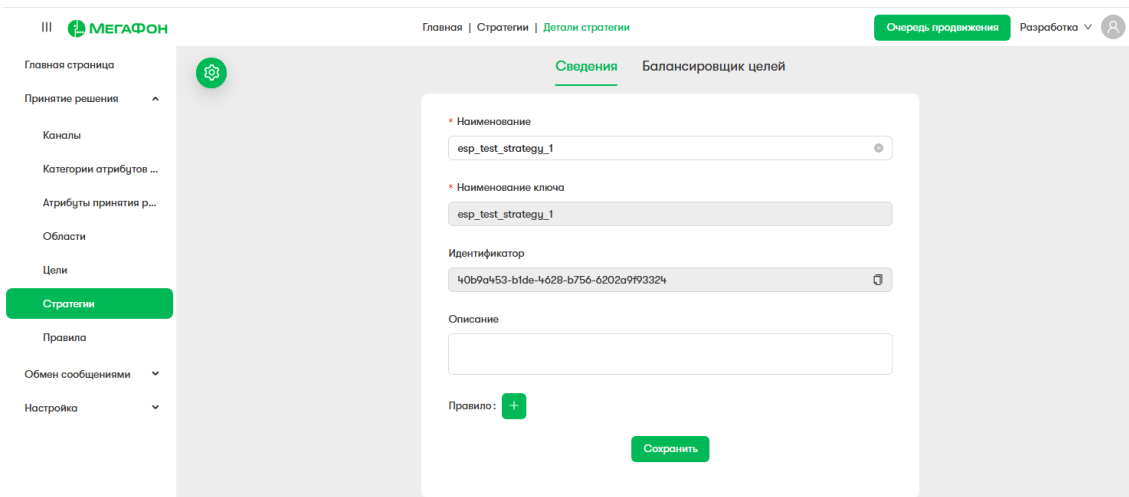 МЕГАФОН
Главная | Стратегии | Детали стратегии
Очередь продвижения
Разработка
Главная страница
Принятие решения
Каналы
Категории атрибутов ...
Атрибуты принятия р...
Области
Цели
Стратегии
Правила
Обмен сообщениями
Настройка
Сведения
Балансировщик целей
* Наименование
esp_test_strategy_1
* Наименование ключа
esp_test_strategy_1
Идентификатор
40b9a453-b1de-4628-b756-6202a9f93324
Описание
Правило: +
Сохранить